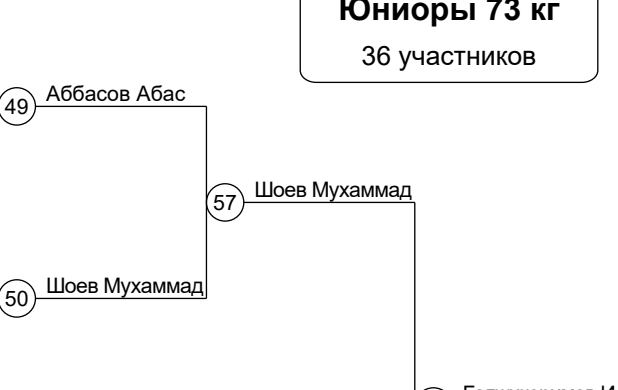 Юниоры 73 кг
36 участников
49 Аббасов Абас
57 Шоев Мухаммад
50 Шоев Мухаммад